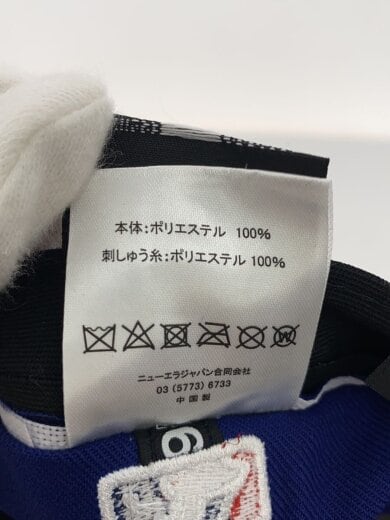 本体:ポリエステル 100%
刺しゅう糸:ポリエステル 100%
ニューエラジャパン合同会社
03 (5773) 6733
中国製